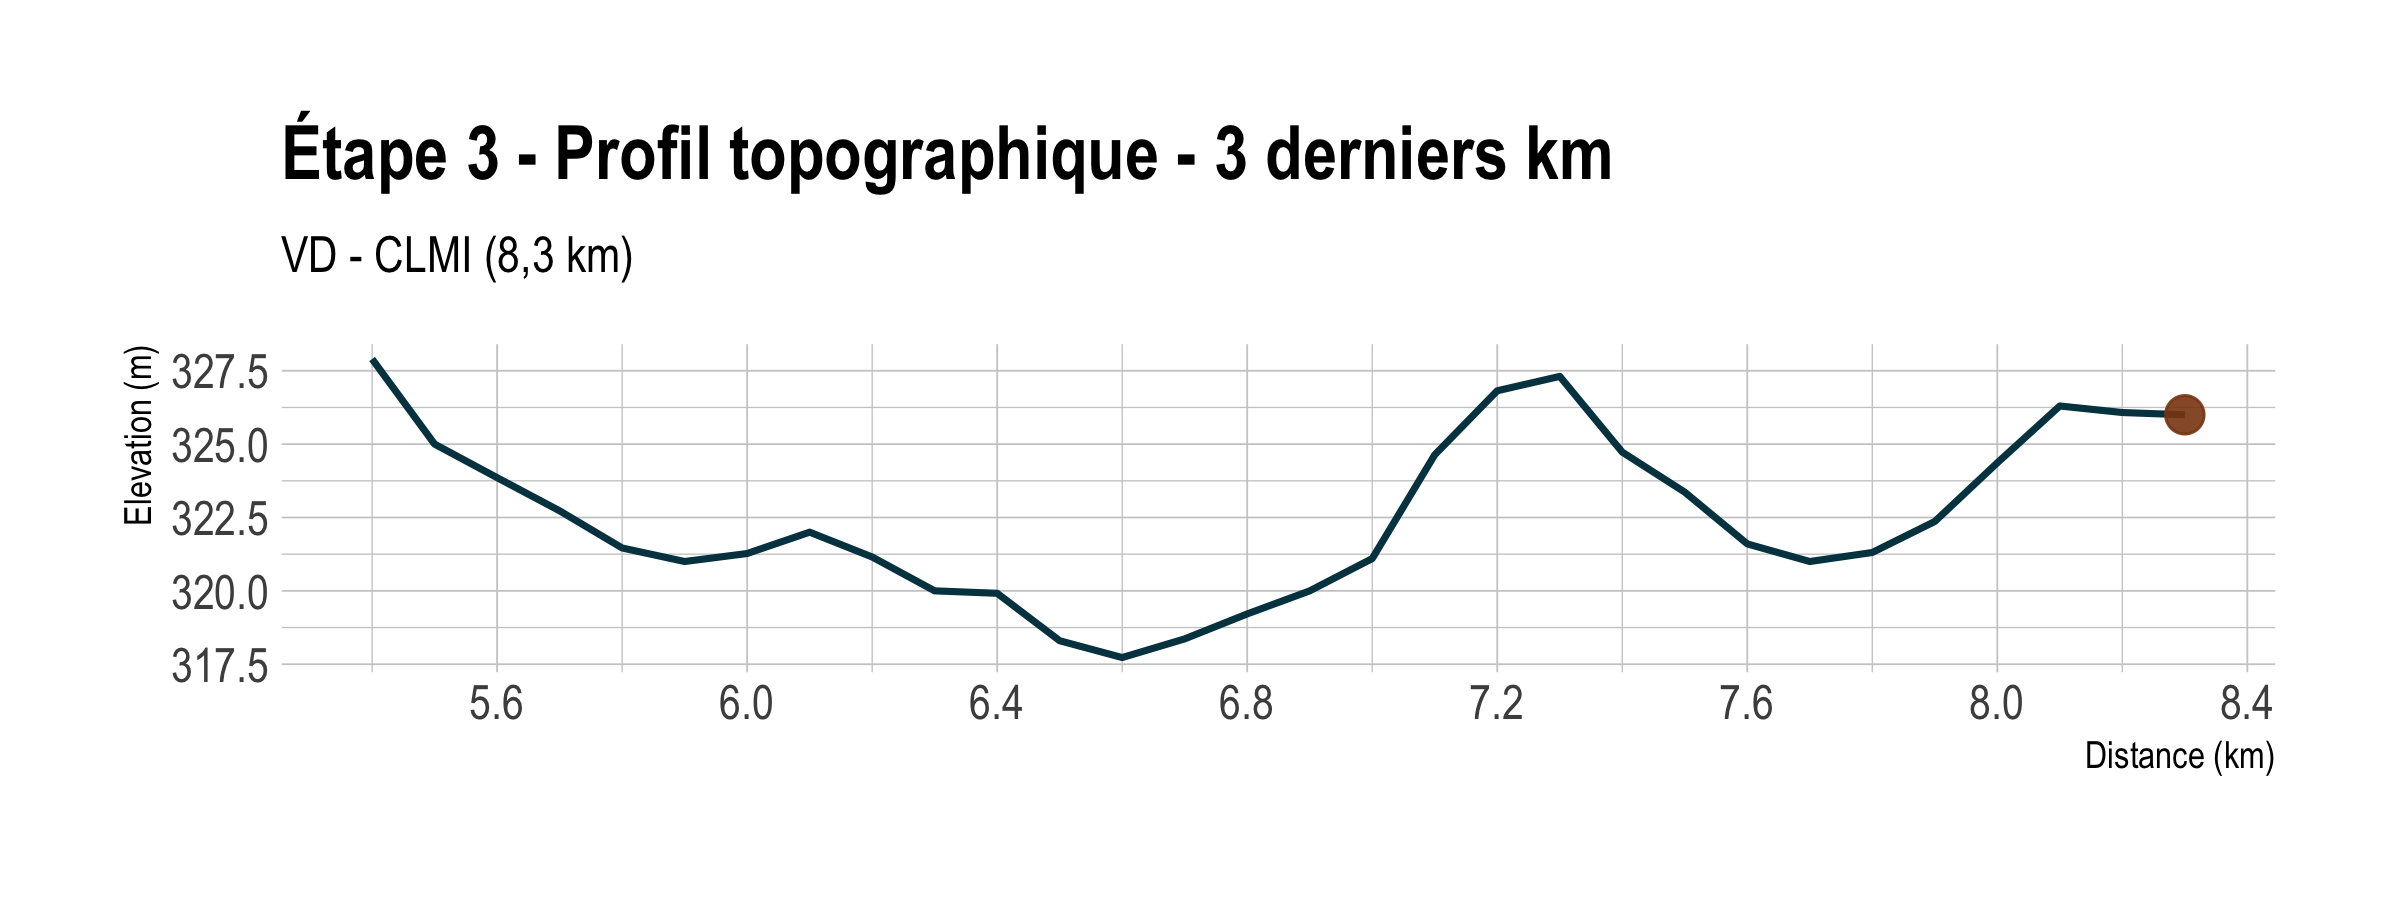 Étape 3 - Profil topographique - 3 derniers km
VD - CLMI (8,3 km)
Elevation (m)
327.5
325.0
322.5
320.0
317.5
5.6 6.0 6.4 6.8 7.2 7.6 8.0 8.4
Distance (km)